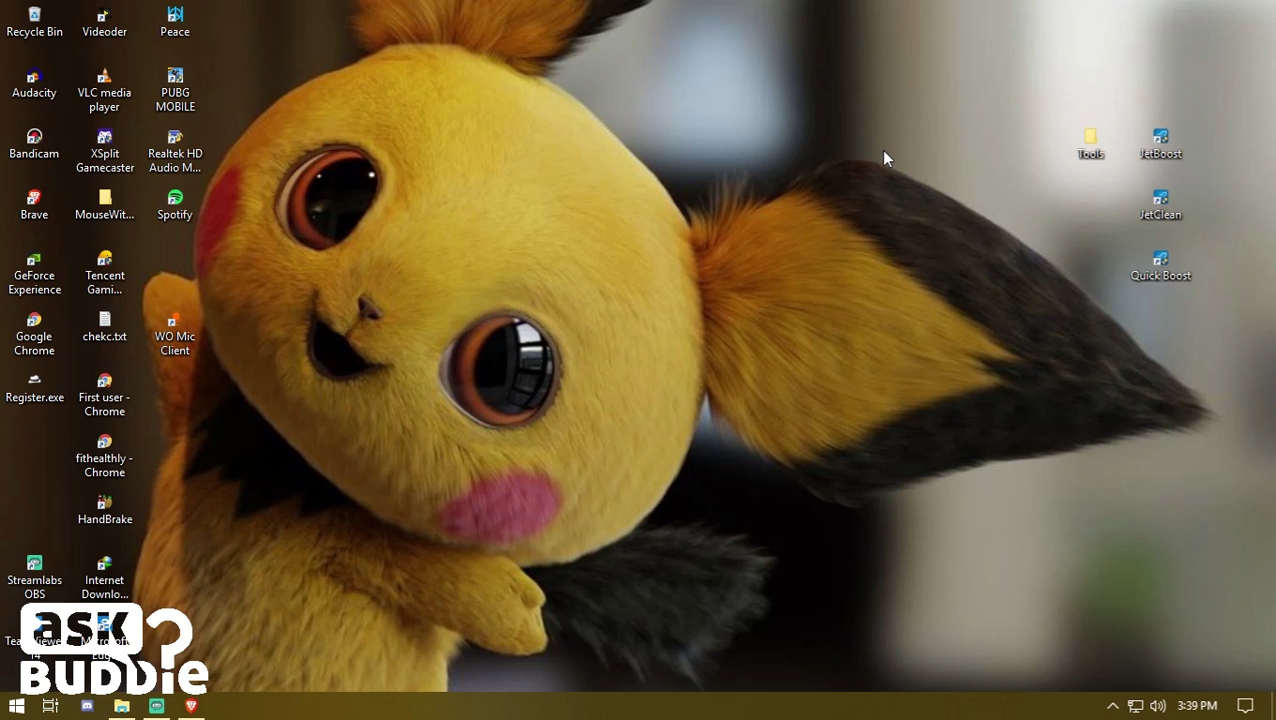 Recycle Bin
Videoder
Peace
Audacity
VLC media
player
PUBG
MOBILE
Bandicam
XSplit
Gamecaster
Realtek HD
Audio M...
Brave
MouseWit...
Spotify
GeForce
Experience
Tencent
Gami...
Google
Chrome
chekc.txt
WO Mic
Client
Register.exe
First user -
Chrome
fithealthly -
Chrome
HandBrake
Streamlabs
OBS
Internet
Downlo...
Tools
JetBoost
JetClean
Quick Boost
ask
BUDDie
3:39 PM